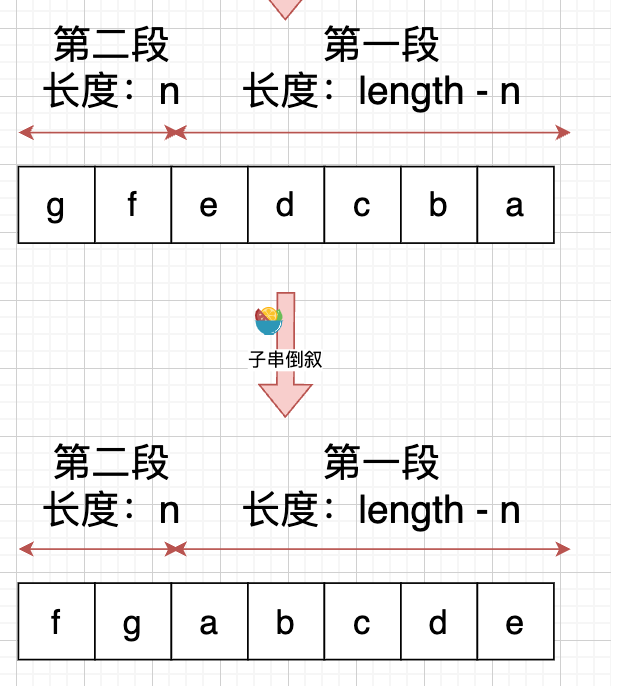 第二段 第一段
长度：n 长度：length - n
g f e d c b a
子串倒叙
第二段 第一段
长度：n 长度：length - n
f g a b c d e